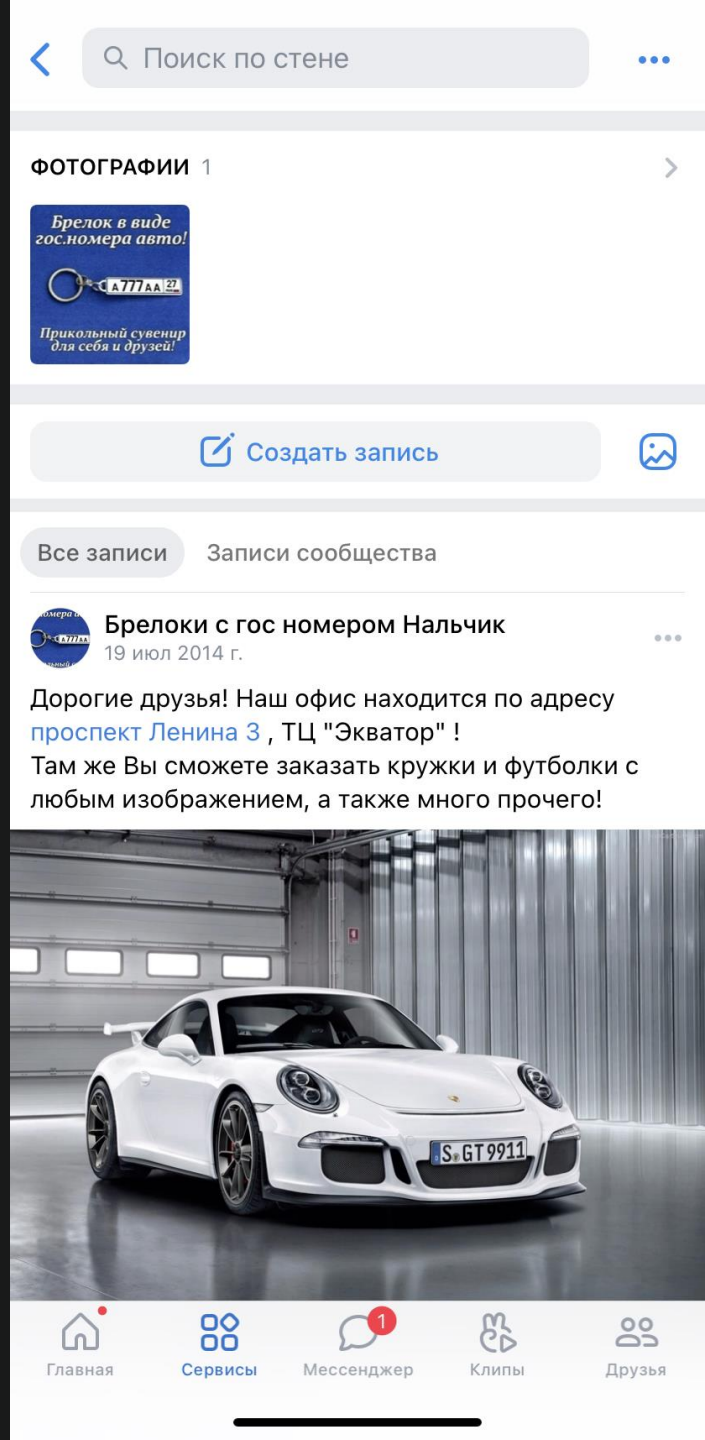 Поиск по стене
ФОТОГРАФИИ 1
Брелок в виде
гос.номера авто!
А777АА 27
Прикольный сувенир
для себя и друзей!
Создать запись
Все записи Записи сообщества
Брелоки с гос номером Нальчик
19 июл 2014 г.
Дорогие друзья! Наш офис находится по адресу
проспект Ленина 3 , ТЦ "Экватор" !
Там же Вы сможете заказать кружки и футболки с
любым изображением, а также много прочего!
S GT 9911
1
Главная Сервисы Мессенджер Клипы Друзья